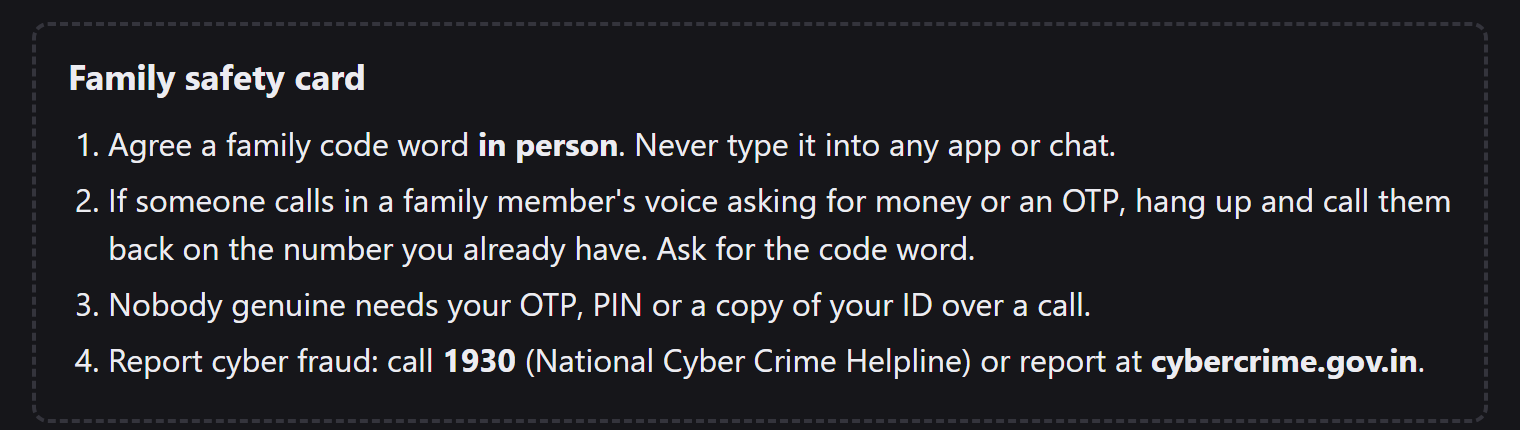 Family safety card
1. Agree a family code word in person. Never type it into any app or chat.
2. If someone calls in a family member's voice asking for money or an OTP, hang up and call them
back on the number you already have. Ask for the code word.
3. Nobody genuine needs your OTP, PIN or a copy of your ID over a call.
4. Report cyber fraud: call 1930 (National Cyber Crime Helpline) or report at cybercrime.gov.in.